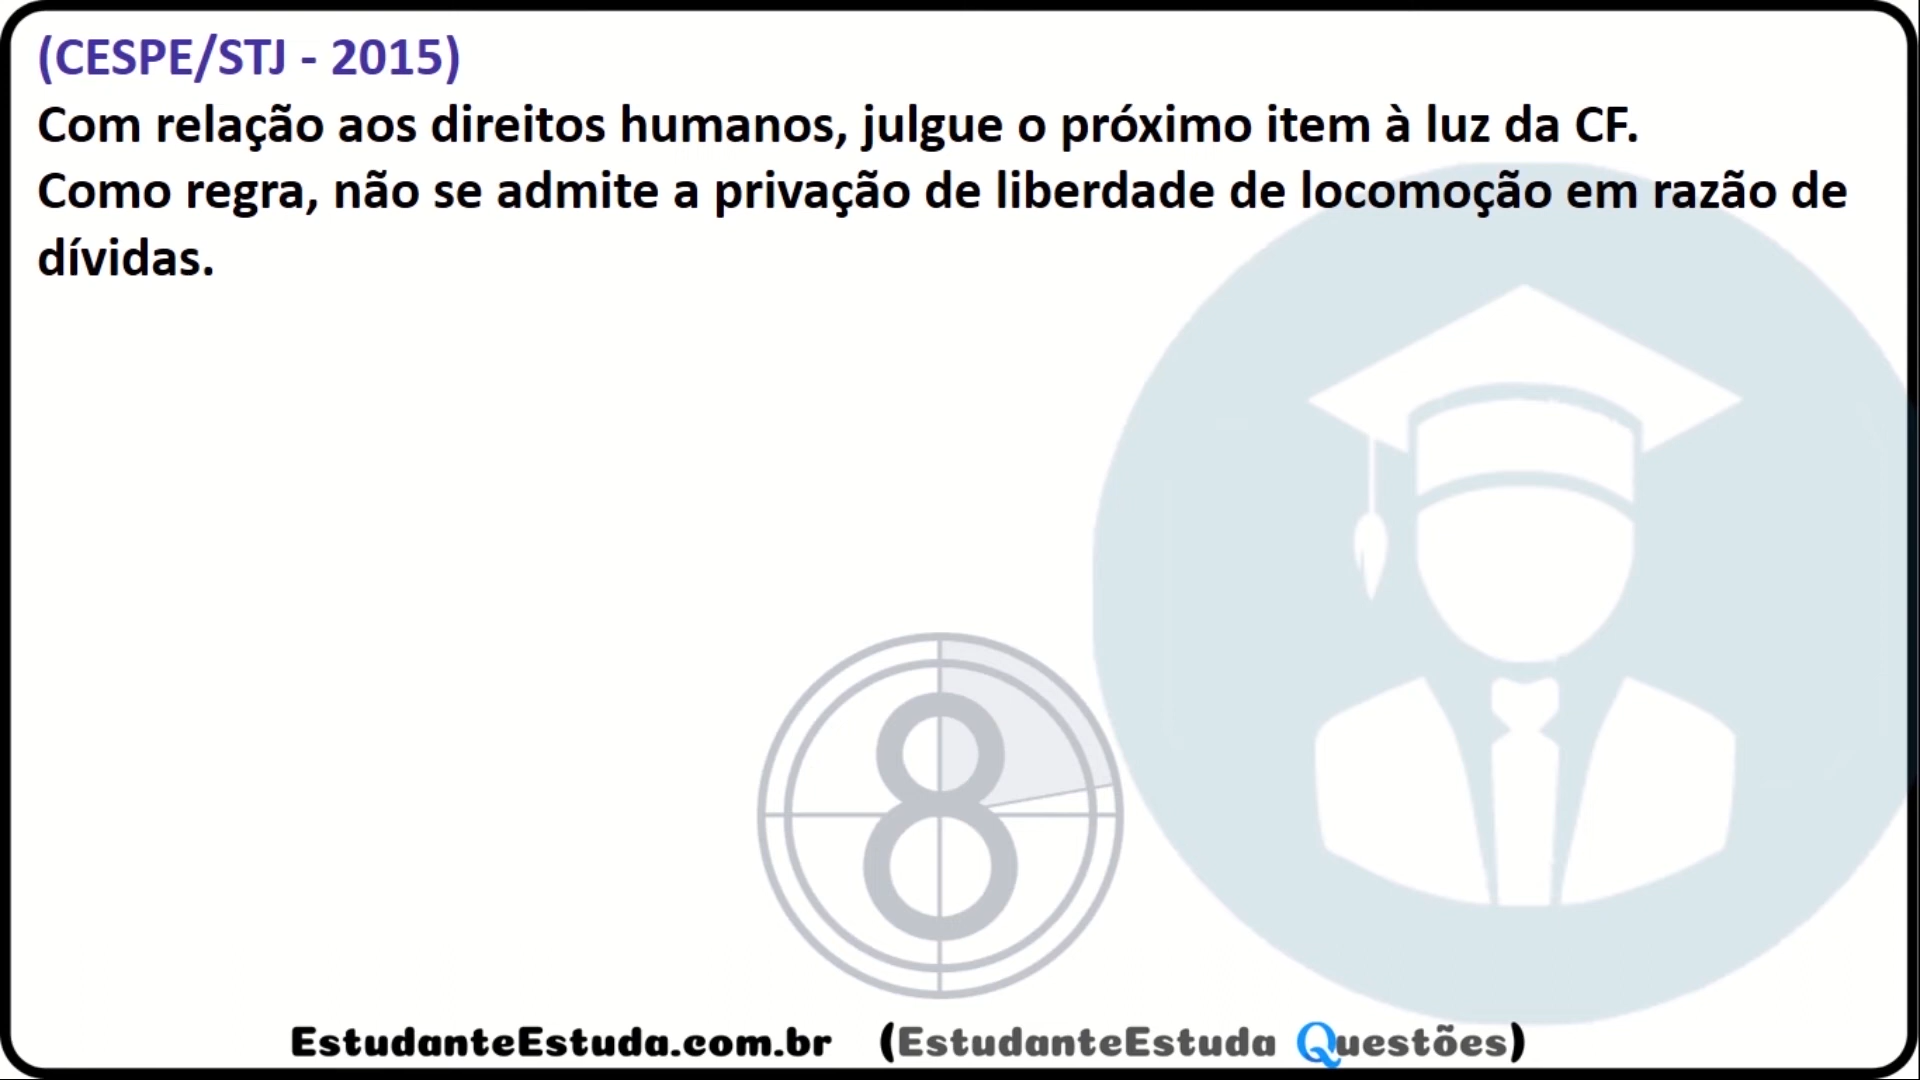 (CESPE/STJ - 2015)
Com relação aos direitos humanos, julgue o próximo item à luz da CF.
Como regra, não se admite a privação de liberdade de locomoção em razão de
dívidas.
8
EstudanteEstuda.com.br (EstudanteEstuda Questões)